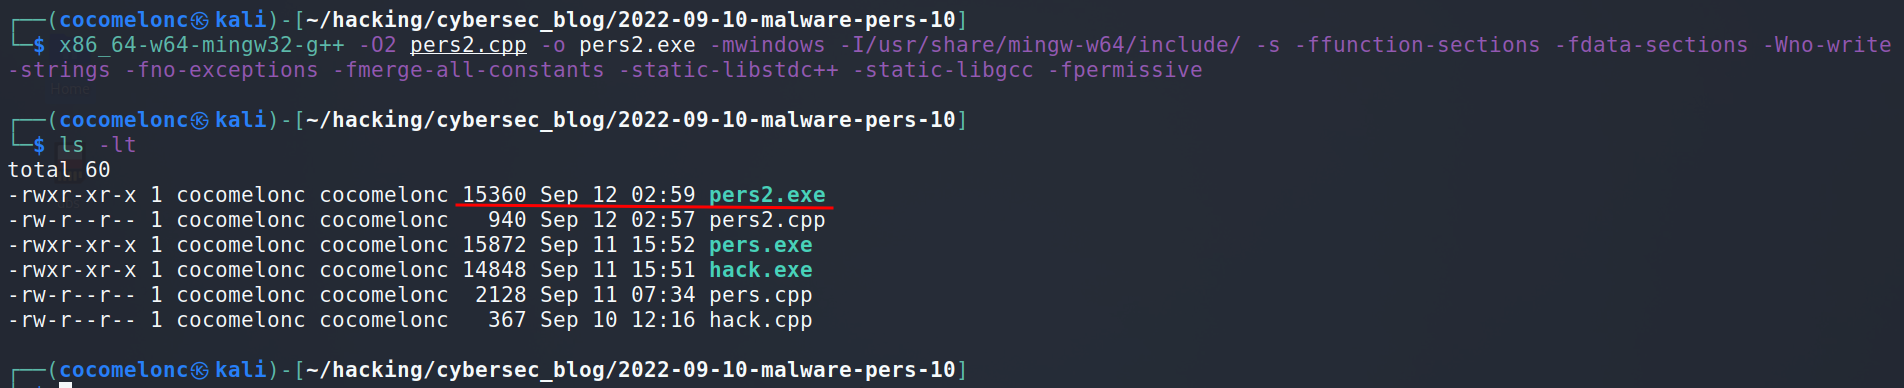 ┌──(cocomelonc㉿kali)-[~/hacking/cybersec_blog/2022-09-10-malware-pers-10]
└─$ x86_64-w64-mingw32-g++ -O2 pers2.cpp -o pers2.exe -mwindows -I/usr/share/mingw-w64/include/ -s -ffunction-sections -fdata-sections -Wno-write
-strings -fno-exceptions -fmerge-all-constants -static-libstdc++ -static-libgcc -fpermissive
┌──(cocomelonc㉿kali)-[~/hacking/cybersec_blog/2022-09-10-malware-pers-10]
└─$ ls -lt
total 60
-rwxr-xr-x 1 cocomelonc cocomelonc 15360 Sep 12 02:59 pers2.exe
-rw-r--r-- 1 cocomelonc cocomelonc   940 Sep 12 02:57 pers2.cpp
-rwxr-xr-x 1 cocomelonc cocomelonc 15872 Sep 11 15:52 pers.exe
-rwxr-xr-x 1 cocomelonc cocomelonc 14848 Sep 11 15:51 hack.exe
-rw-r--r-- 1 cocomelonc cocomelonc  2128 Sep 11 07:34 pers.cpp
-rw-r--r-- 1 cocomelonc cocomelonc   367 Sep 10 12:16 hack.cpp
┌──(cocomelonc㉿kali)-[~/hacking/cybersec_blog/2022-09-10-malware-pers-10]